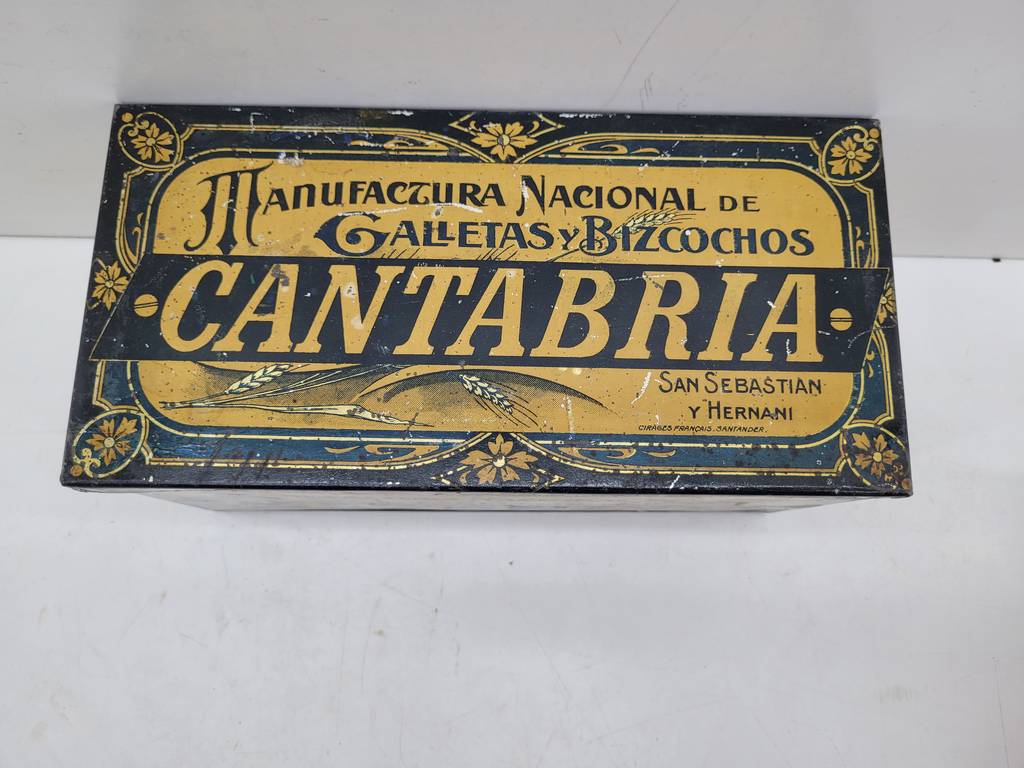 MANUFACTURA NACIONAL DE
GALLETAS Y BIZCOCHOS
CANTABRIA
SAN SEBASTIAN
Y HERNANI
CIRAGES FRANÇAIS. SANTANDER.